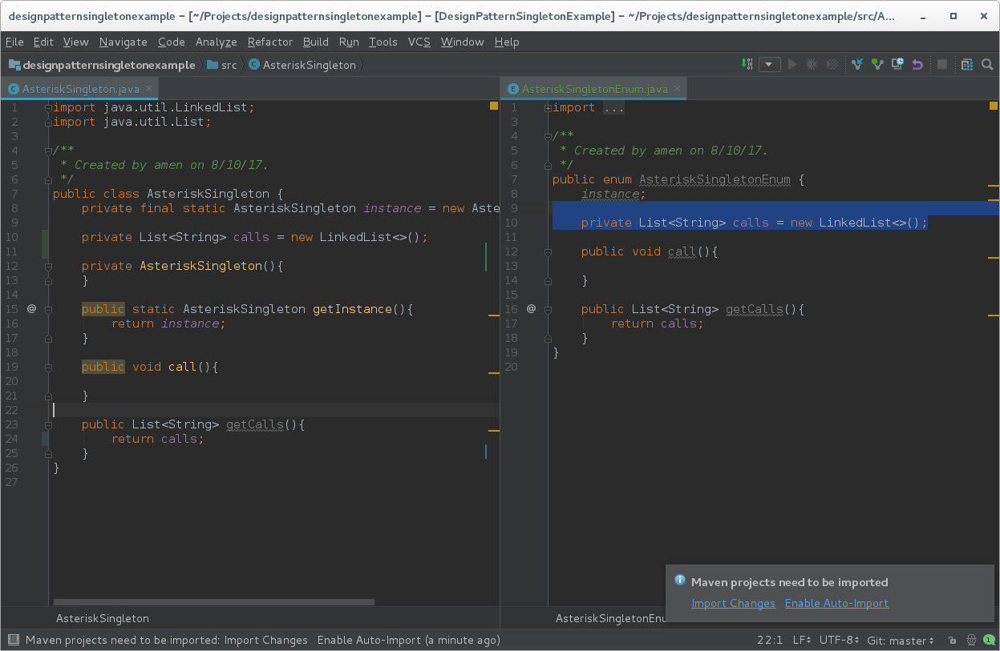 designpatternsingletonexample – [~/Projects/designpatternsingletonexample] – [DesignPatternSingletonExample] – ~/Projects/designpatternsingletonexample/src/A...
File Edit View Navigate Code Analyze Refactor Build Run Tools VCS Window Help
designpatternsingletonexample src AsteriskSingleton
AsteriskSingleton.java
1 import java.util.LinkedList;
2 import java.util.List;
3
4 /**
5 * Created by amen on 8/10/17.
6 */
7 public class AsteriskSingleton {
8 private final static AsteriskSingleton instance = new Aste
9
10 private List<String> calls = new LinkedList<>();
11
12 private AsteriskSingleton(){
13 }
14
15 @ public static AsteriskSingleton getInstance(){
16 return instance;
17 }
18
19 public void call(){
20
21 }
22
23 public List<String> getCalls(){
24 return calls;
25 }
26 }
27
AsteriskSingleton
AsteriskSingletonEnum.java
1 import ...
3
4 /**
5 * Created by amen on 8/10/17.
6 */
7 public enum AsteriskSingletonEnum {
8 instance;
9
10 private List<String> calls = new LinkedList<>();
11
12 public void call(){
13
14 }
15
16 @ public List<String> getCalls(){
17 return calls;
18 }
19 }
20
AsteriskSingletonEnu
Maven projects need to be imported
Import Changes Enable Auto-Import
Maven projects need to be imported: Import Changes Enable Auto-Import (a minute ago) 22:1 LF UTF-8 Git: master 1